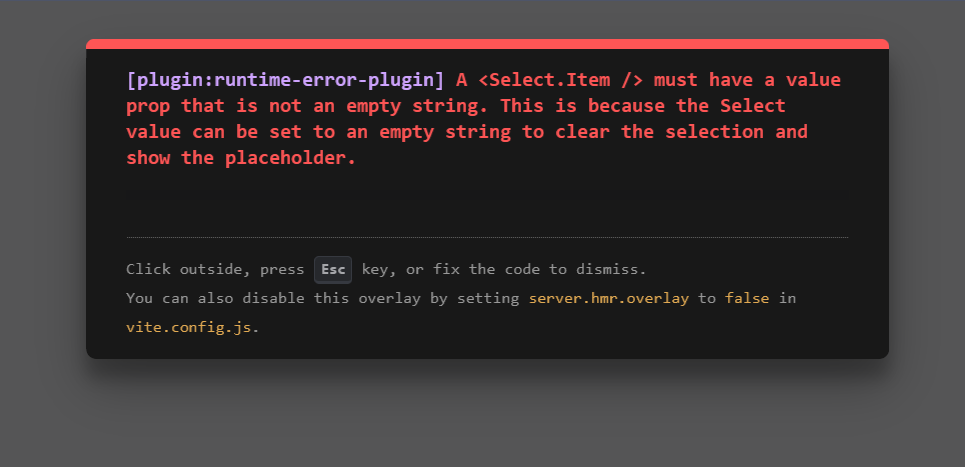 [plugin:runtime-error-plugin] A <Select.Item /> must have a value
prop that is not an empty string. This is because the Select
value can be set to an empty string to clear the selection and
show the placeholder.
Click outside, press Esc key, or fix the code to dismiss.
You can also disable this overlay by setting server.hmr.overlay to false in
vite.config.js.